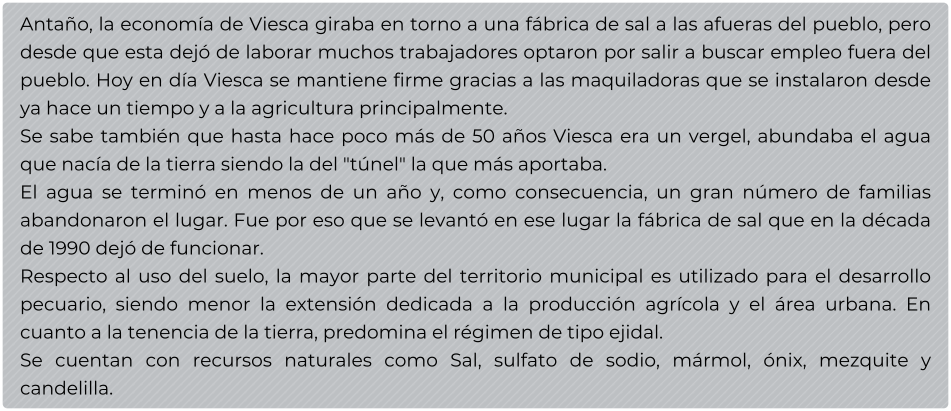 Antaño, la economía de Viesca giraba en torno a una fábrica de sal a las afueras del pueblo, pero
desde que esta dejó de laborar muchos trabajadores optaron por salir a buscar empleo fuera del
pueblo. Hoy en día Viesca se mantiene firme gracias a las maquiladoras que se instalaron desde
ya hace un tiempo y a la agricultura principalmente.
Se sabe también que hasta hace poco más de 50 años Viesca era un vergel, abundaba el agua
que nacía de la tierra siendo la del "túnel" la que más aportaba.
El agua se terminó en menos de un año y, como consecuencia, un gran número de familias
abandonaron el lugar. Fue por eso que se levantó en ese lugar la fábrica de sal que en la década
de 1990 dejó de funcionar.
Respecto al uso del suelo, la mayor parte del territorio municipal es utilizado para el desarrollo
pecuario, siendo menor la extensión dedicada a la producción agrícola y el área urbana. En
cuanto a la tenencia de la tierra, predomina el régimen de tipo ejidal.
Se cuentan con recursos naturales como Sal, sulfato de sodio, mármol, ónix, mezquite y
candelilla.